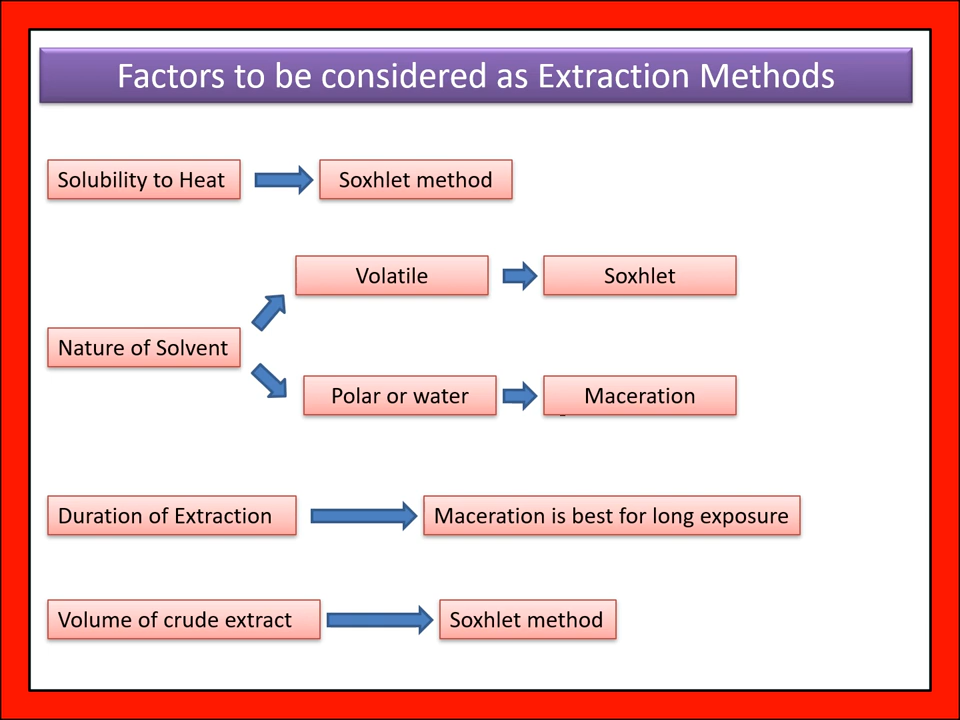 Factors to be considered as Extraction Methods
Solubility to Heat
Soxhlet method
Volatile
Soxhlet
Nature of Solvent
Polar or water
Maceration
Duration of Extraction
Maceration is best for long exposure
Volume of crude extract
Soxhlet method